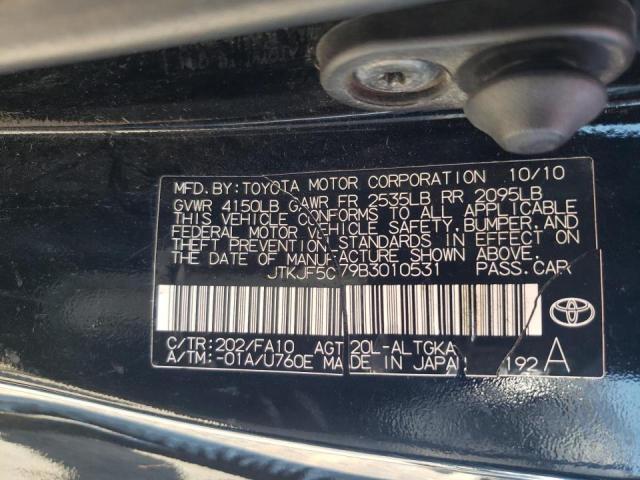 MFD. BY: TOYOTA MOTOR CORPORATION 10/10
GVWR 4150LB GAWR FR 2535LB RR 2095LB
THIS VEHICLE CONFORMS TO ALL APPLICABLE
FEDERAL MOTOR VEHICLE SAFETY, BUMPER, AND
THEFT PREVENTION STANDARDS IN EFFECT ON
THE DATE OF MANUFACTURE SHOWN ABOVE.
JTKJF5C79B3010531 PASS. CAR
C/TR: 202/FA10 AGT20L-ALTGKA
A/TM: -01A/U760E MADE IN JAPAN 192 A